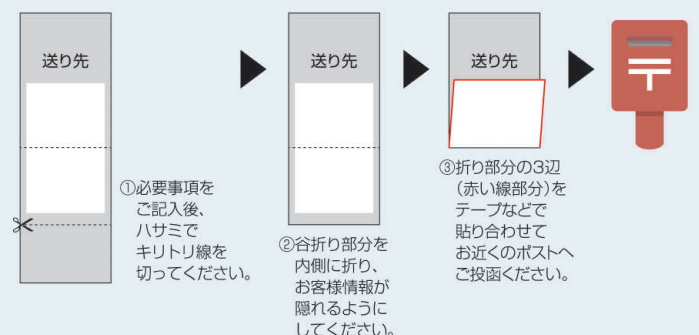 送り先
①必要事項を
ご記入後、
ハサミで
キリトリ線を
切ってください。
送り先
②谷折り部分を
内側に折り、
お客様情報が
隠れるように
してください。
送り先
③折り部分の3辺
（赤い線部分）を
テープなどで
貼り合わせて
お近くのポストへ
ご投函ください。
〒